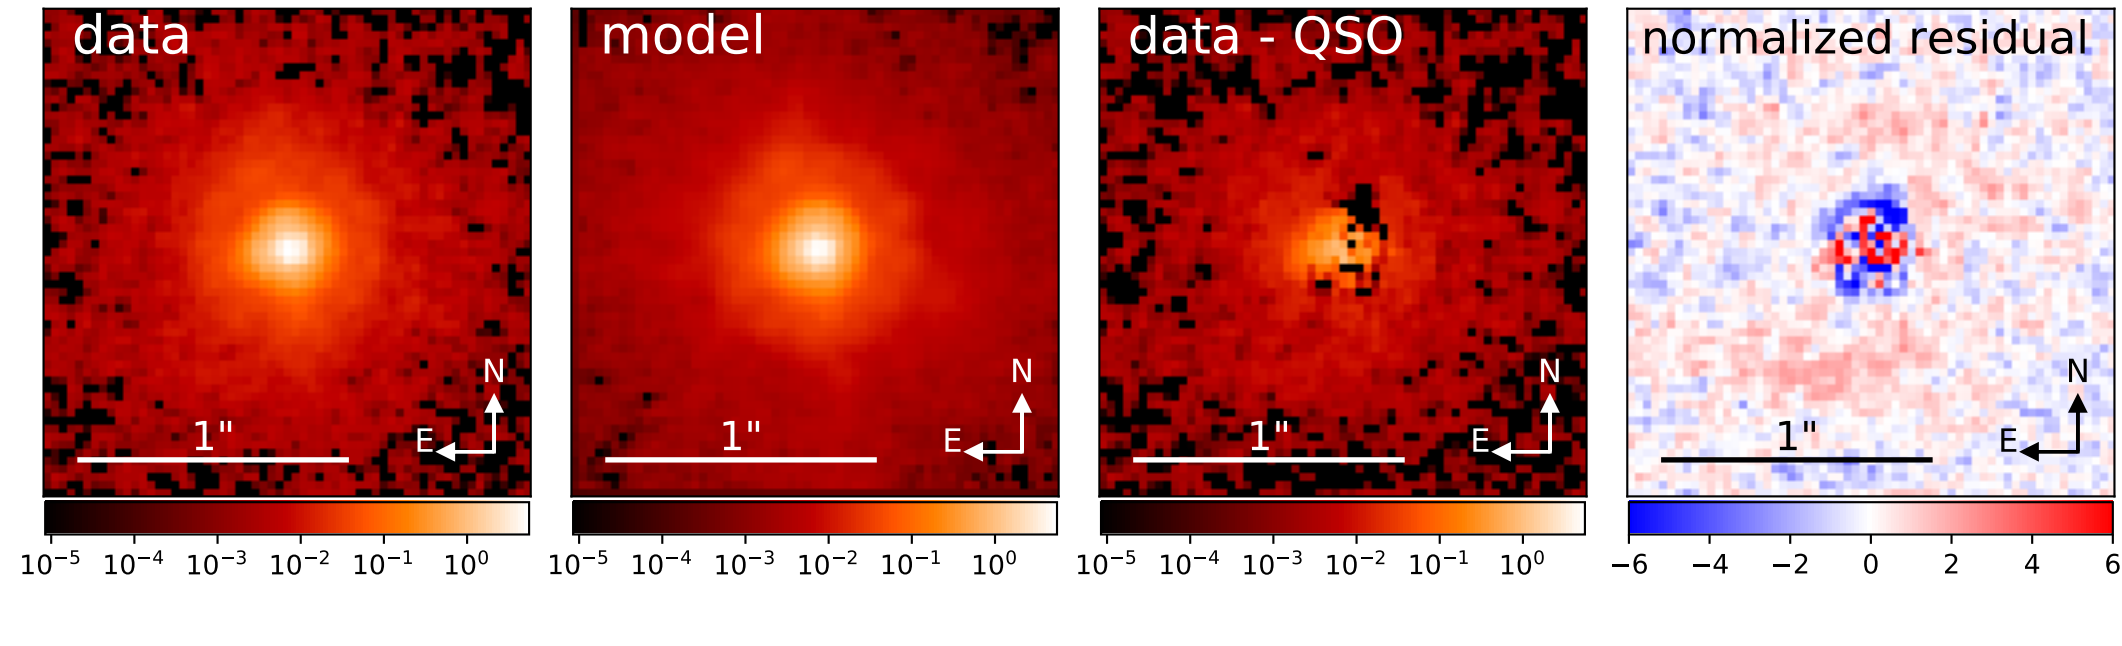 data
model
data - QSO
normalized residual
N
N
N
N
E
E
E
E
1"
1"
1"
1"
10⁻⁵ 10⁻⁴ 10⁻³ 10⁻² 10⁻¹ 10⁰
10⁻⁵ 10⁻⁴ 10⁻³ 10⁻² 10⁻¹ 10⁰
10⁻⁵ 10⁻⁴ 10⁻³ 10⁻² 10⁻¹ 10⁰
−6 −4 −2 0 2 4 6